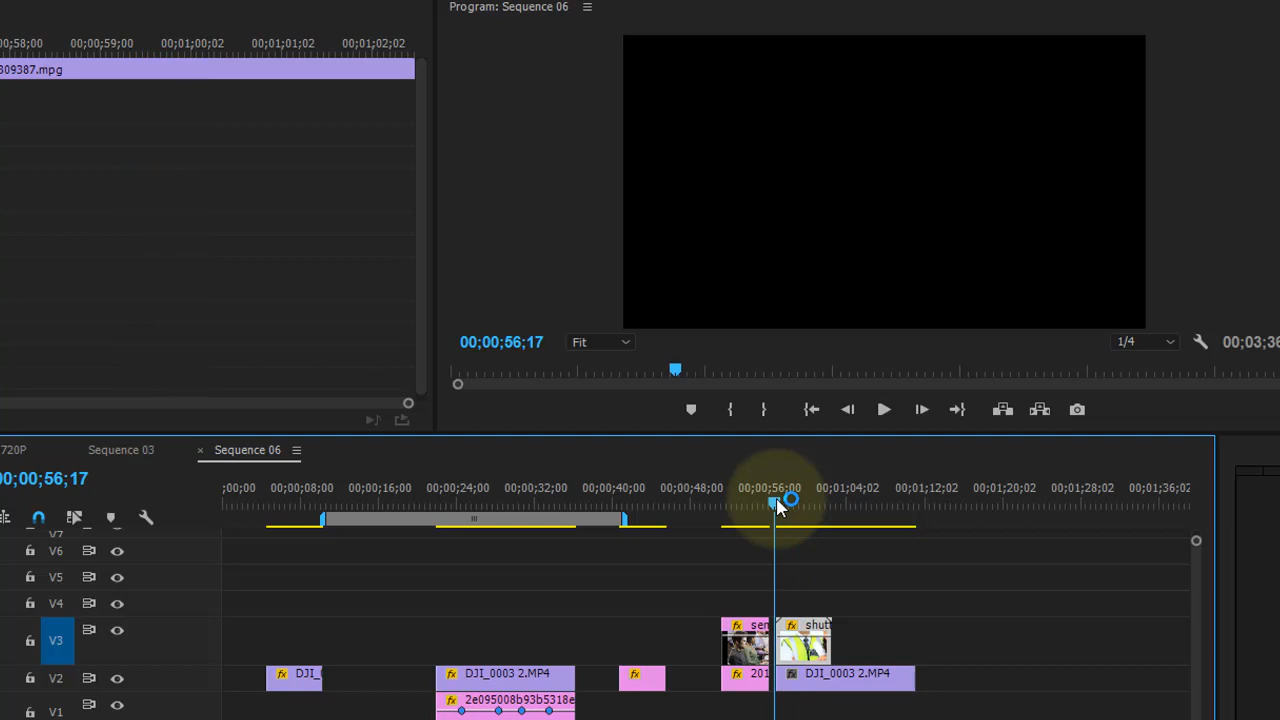 Program: Sequence 06
58;00 00;00;59;00 00;01;00;02 00;01;01;02 00;01;02;02
309387.mpg
00;00;56;17 Fit 1/4 00;03;36
720P Sequence 03 × Sequence 06
00;00;56;17
;00;00 00;00;08;00 00;00;16;00 00;00;24;00 00;00;32;00 00;00;40;00 00;00;48;00 00;00;56;00 00;01;04;02 00;01;12;02 00;01;20;02 00;01;28;02 00;01;36;02
V7
V6
V5
V4
V3 fx sen fx shutt
V2 fx DJI_ fx DJI_0003 2.MP4 fx fx 201 fx DJI_0003 2.MP4
V1 2e095008b93b5318e